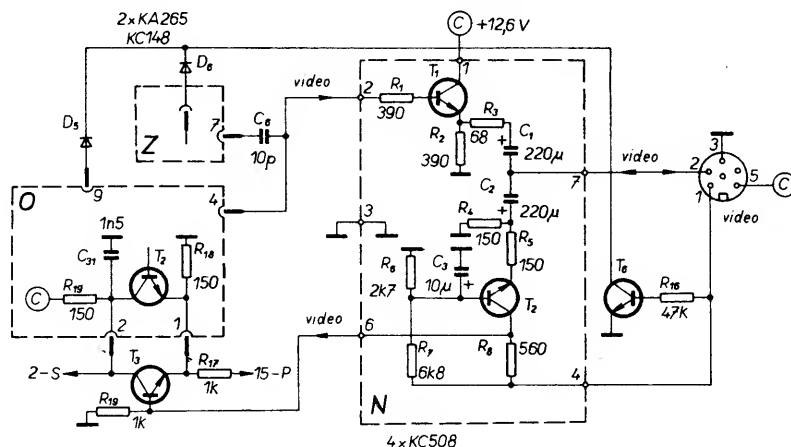 2×KA265
KC148
C
+12,6 V
D6
video
2
R1
390
T1
1
R3
68
C1
220µ
R2
390
Z
7
C6
10p
D5
9
O
4
3
C2
220µ
R4
150
R5
150
7
video
3
2
5
1
C
video
1n5
C31
T2
R18
150
C
R19
150
R6
2k7
C3
10µ
T2
T6
R16
47k
2
1
video
6
R7
6k8
R8
560
4
2-S
T3
R17
1k
15-P
R19
1k
N
4×KC508